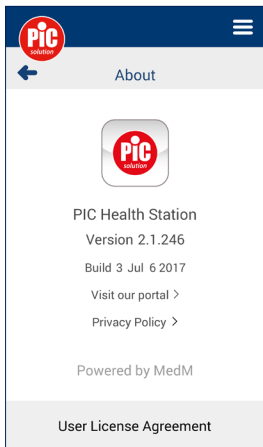 PiC
solution
About
PiC
solution
PIC Health Station
Version 2.1.246
Build 3 Jul 6 2017
Visit our portal >
Privacy Policy >
Powered by MedM
User License Agreement